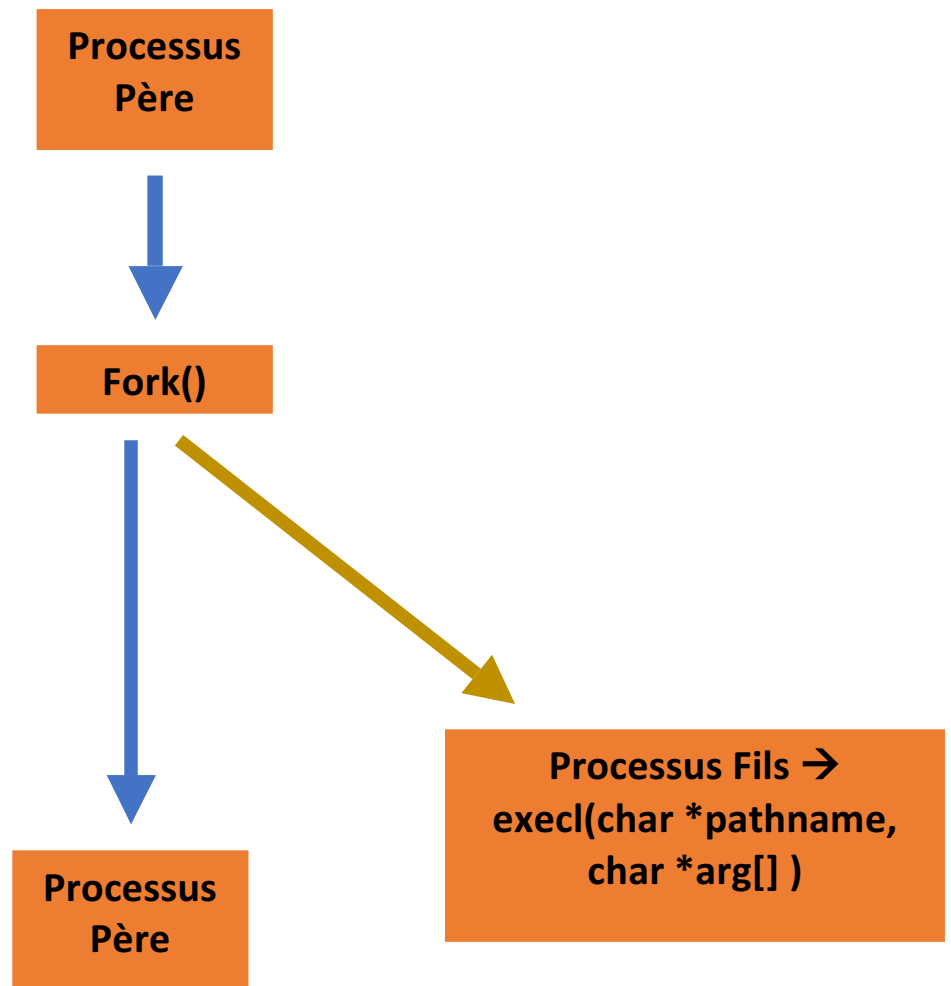 Processus
Père
Fork()
Processus Fils →
execl(char *pathname,
char *arg[] )
Processus
Père